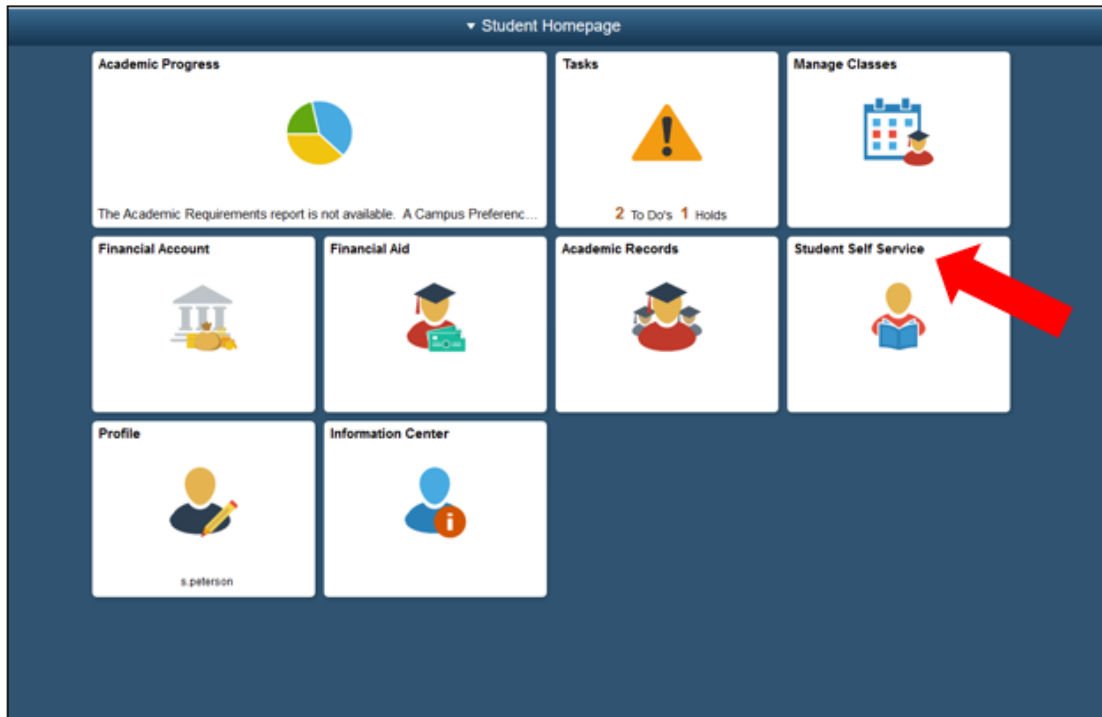 ▾ Student Homepage
Academic Progress
The Academic Requirements report is not available. A Campus Preferenc...
Tasks
2 To Do's 1 Holds
Manage Classes
Financial Account
Financial Aid
Academic Records
Student Self Service
Profile
s.peterson
Information Center